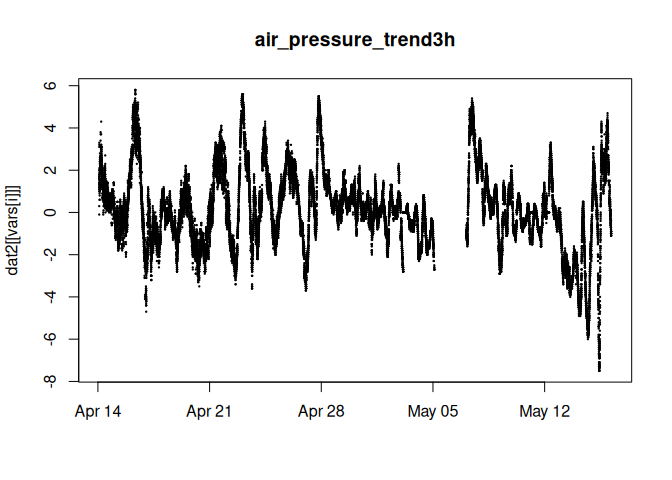 air_pressure_trend3h
dat2[[vars[i]]]
6
4
2
0
-2
-4
-6
-8
Apr 14
Apr 21
Apr 28
May 05
May 12